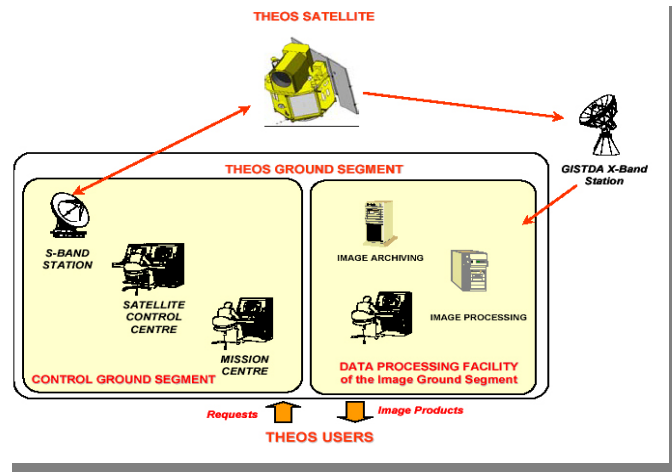 THEOS SATELLITE
GISTDA X-Band
Station
THEOS GROUND SEGMENT
S-BAND
STATION
SATELLITE
CONTROL
CENTRE
MISSION
CENTRE
CONTROL GROUND SEGMENT
IMAGE ARCHIVING
IMAGE PROCESSING
DATA PROCESSING FACILITY
of the Image Ground Segment
Requests
Image Products
THEOS USERS